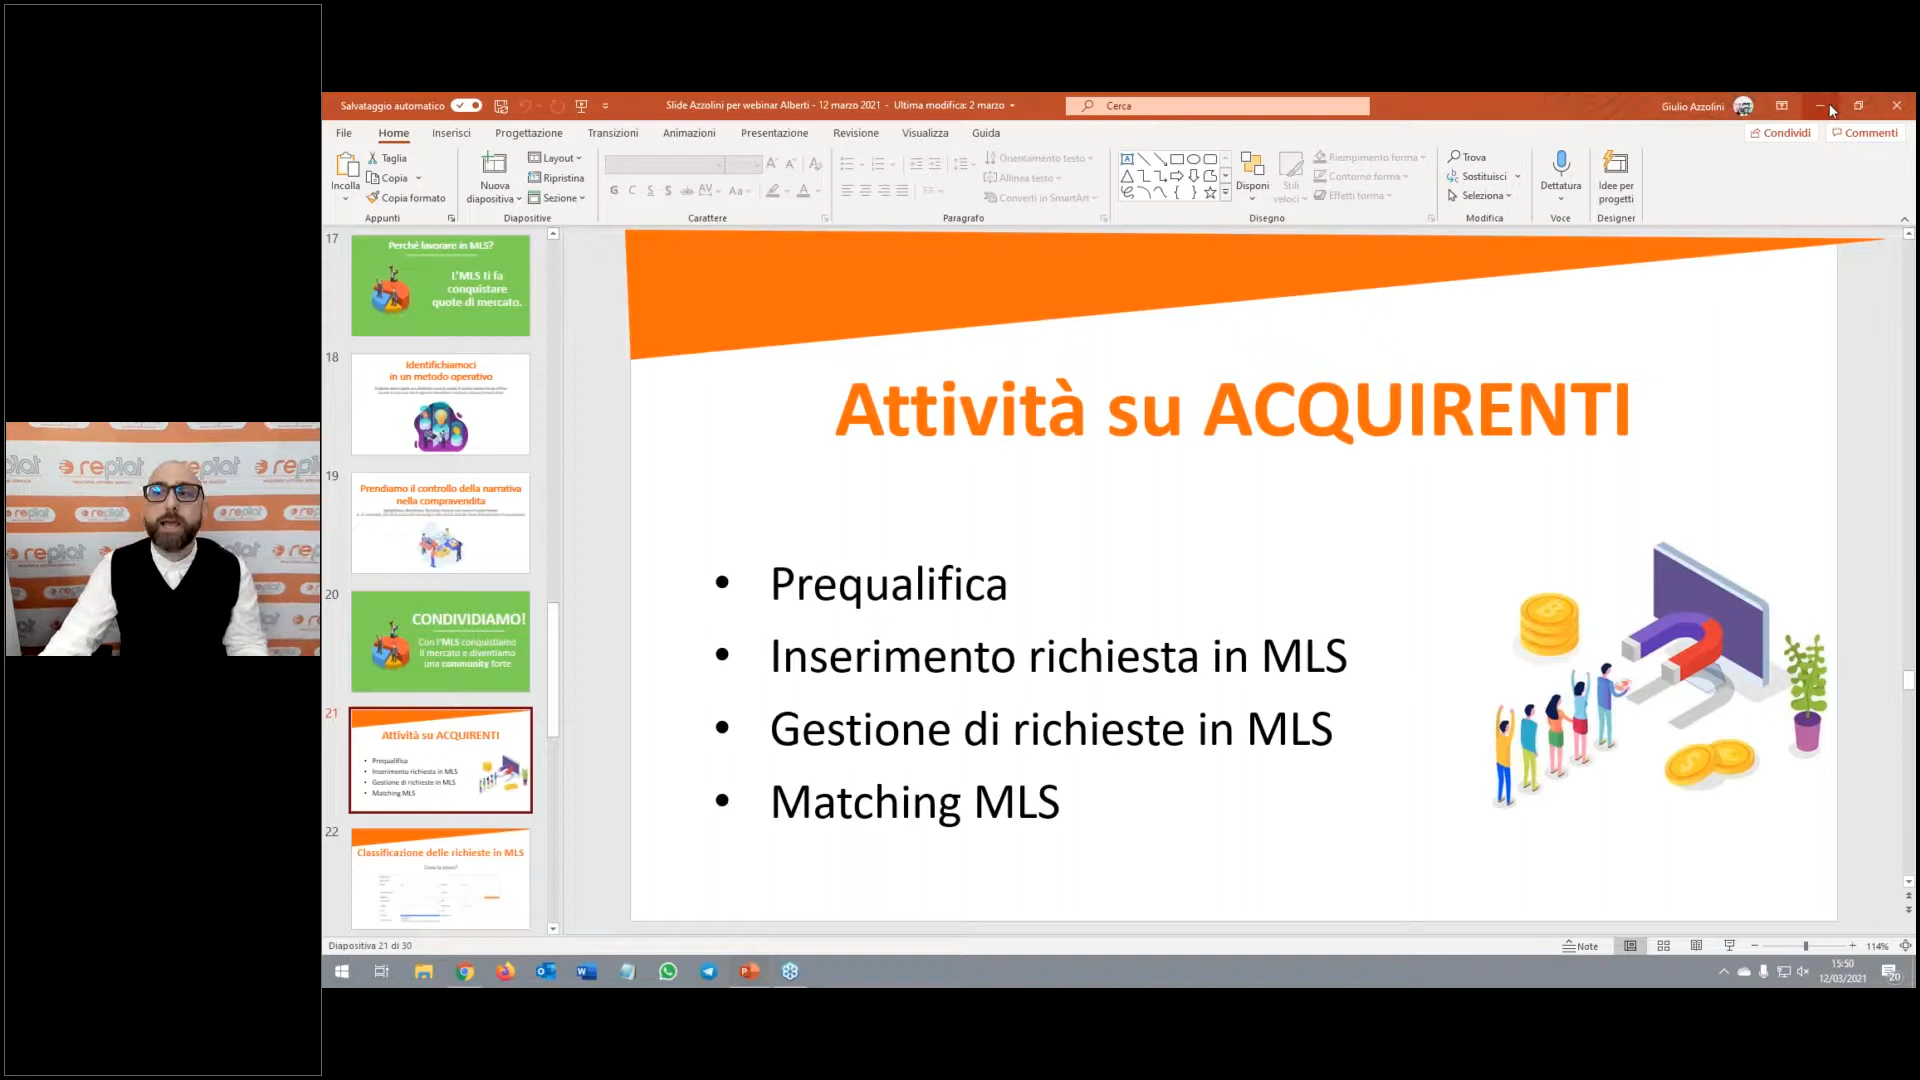 Salvataggio automatico
Slide Azzolini per webinar Alberti - 12 marzo 2021 - Ultima modifica: 2 marzo
Cerca
Giulio Azzolini
File
Home
Inserisci
Progettazione
Transizioni
Animazioni
Presentazione
Revisione
Visualizza
Guida
Condividi
Commenti
Incolla
Taglia
Copia
Copia formato
Appunti
Nuova
diapositiva
Layout
Ripristina
Sezione
Diapositive
Carattere
Orientamento testo
Allinea testo
Converti in SmartArt
Paragrafo
Disponi
Stili
veloci
Riempimento forma
Contorno forma
Effetti forma
Disegno
Trova
Sostituisci
Seleziona
Modifica
Dettatura
Voce
Idee per
progetti
Designer
17
Perché lavorare in MLS?
L'MLS ti fa
conquistare
quote di mercato.
18
Identifichiamoci
in un metodo operativo
19
Prendiamo il controllo della narrativa
nella compravendita
20
CONDIVIDIAMO!
Con l'MLS conquistiamo
il mercato e diventiamo
una community forte
21
Attività su ACQUIRENTI
• Prequalifica
• Inserimento richiesta in MLS
• Gestione di richieste in MLS
• Matching MLS
22
Classificazione delle richieste in MLS
Attività su ACQUIRENTI
• Prequalifica
• Inserimento richiesta in MLS
• Gestione di richieste in MLS
• Matching MLS
replat
replat
replat
replat
replat
replat
Diapositiva 21 di 30
Note
114%
15:50
12/03/2021
20